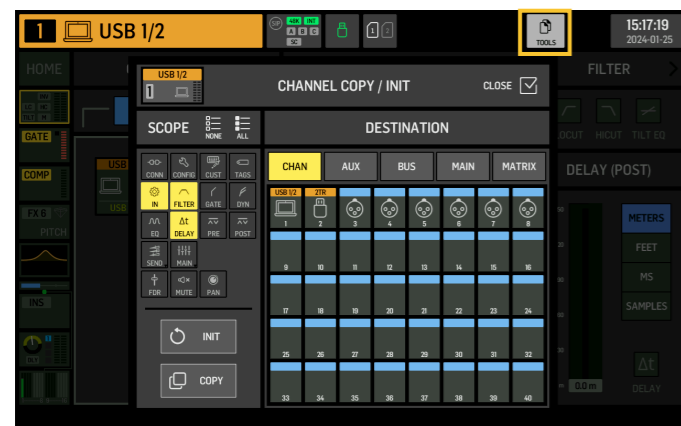 1 USB 1/2
SIP 48K INT
A B C
SC
1 2
TOOLS
15:17:19
2024-01-25
HOME
FILTER
USB 1/2
1
CHANNEL COPY / INIT
CLOSE
GATE
COMP
FX 6
PITCH
INS
USB
USB
SCOPE
NONE
ALL
DESTINATION
LOCUT HICUT TILT EQ
CONN CONFIG CUST TAGS
IN FILTER GATE DYN
EQ DELAY PRE POST
SEND MAIN
FDR MUTE PAN
Δt
INIT
COPY
CHAN AUX BUS MAIN MATRIX
USB 1/2 2TR
1 2 3 4 5 6 7 8
9 10 11 12 13 14 15 16
17 18 19 20 21 22 23 24
25 26 27 28 29 30 31 32
33 34 35 36 37 38 39 40
DELAY (POST)
METERS
FEET
MS
SAMPLES
0.0 m
Δt
DELAY